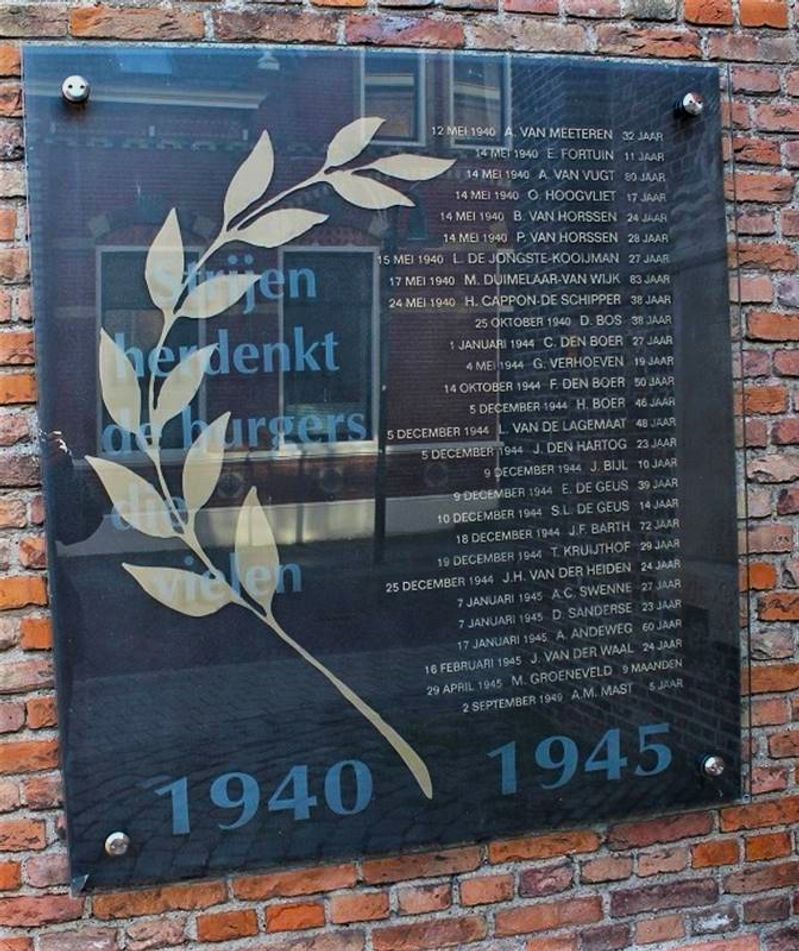 Strijen
herdenkt
de burgers
die
vielen
12 MEI 1940 A. VAN MEETEREN 32 JAAR
14 MEI 1940 E. FORTUIN 11 JAAR
14 MEI 1940 A. VAN VUGT 80 JAAR
14 MEI 1940 O. HOOGVLIET 17 JAAR
14 MEI 1940 B. VAN HORSSEN 24 JAAR
14 MEI 1940 P. VAN HORSSEN 28 JAAR
15 MEI 1940 L. DE JONGSTE-KOOIJMAN 27 JAAR
17 MEI 1940 M. DUIMELAAR-VAN WIJK 83 JAAR
24 MEI 1940 H. CAPPON-DE SCHIPPER 38 JAAR
25 OKTOBER 1940 D. BOS 38 JAAR
1 JANUARI 1944 C. DEN BOER 27 JAAR
4 MEI 1944 G. VERHOEVEN 19 JAAR
14 OKTOBER 1944 F. DEN BOER 50 JAAR
5 DECEMBER 1944 H. BOER 46 JAAR
5 DECEMBER 1944 L. VAN DE LAGEMAAT 48 JAAR
5 DECEMBER 1944 J. DEN HARTOG 23 JAAR
9 DECEMBER 1944 J. BIJL 10 JAAR
9 DECEMBER 1944 E. DE GEUS 39 JAAR
10 DECEMBER 1944 S.L. DE GEUS 14 JAAR
18 DECEMBER 1944 J.F. BARTH 72 JAAR
19 DECEMBER 1944 T. KRUIJTHOF 29 JAAR
25 DECEMBER 1944 J.H. VAN DER HEIDEN 24 JAAR
7 JANUARI 1945 A.C. SWENNE 27 JAAR
7 JANUARI 1945 D. SANDERSE 23 JAAR
17 JANUARI 1945 A. ANDEWEG 60 JAAR
16 FEBRUARI 1945 J. VAN DER WAAL 24 JAAR
29 APRIL 1945 M. GROENEVELD 9 MAANDEN
2 SEPTEMBER 1949 A.M. MAST 5 JAAR
1940 1945